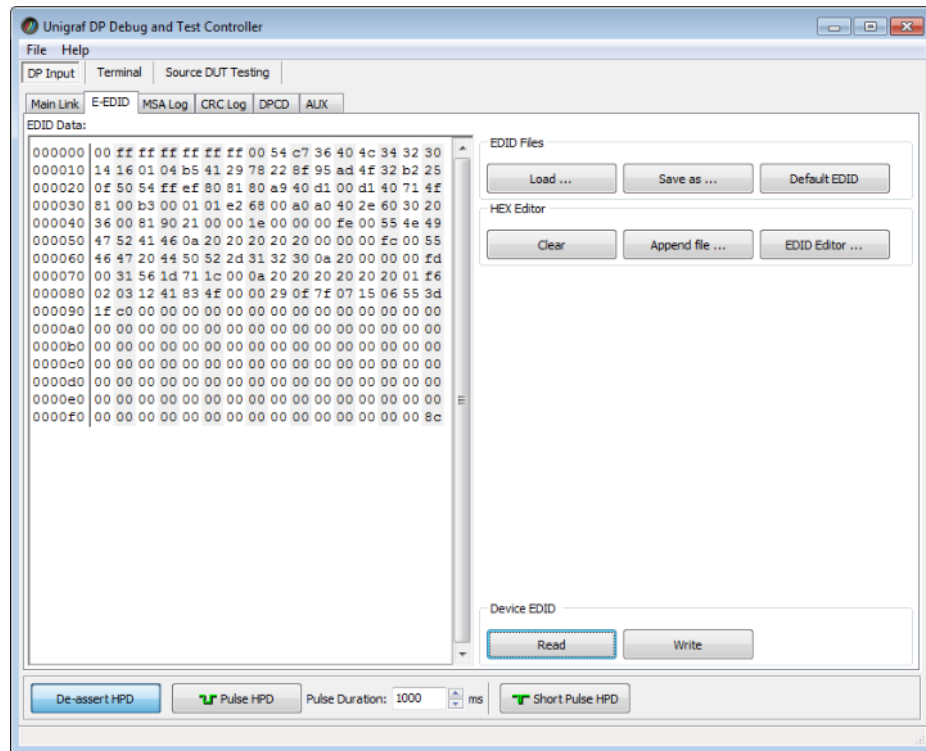 Unigraf DP Debug and Test Controller
File Help
DP Input Terminal Source DUT Testing
Main Link E-EDID MSA Log CRC Log DPCD AUX
EDID Data:
000000 00 ff ff ff ff ff ff 00 54 c7 36 40 4c 34 32 30
000010 14 16 01 04 b5 41 29 78 22 8f 95 ad 4f 32 b2 25
000020 0f 50 54 ff ef 80 81 80 a9 40 d1 00 d1 40 71 4f
000030 81 00 b3 00 01 01 e2 68 00 a0 a0 40 2e 60 30 20
000040 36 00 81 90 21 00 00 1e 00 00 00 fe 00 55 4e 49
000050 47 52 41 46 0a 20 20 20 20 20 00 00 00 fc 00 55
000060 46 47 20 44 50 52 2d 31 32 30 0a 20 00 00 00 fd
000070 00 31 56 1d 71 1c 00 0a 20 20 20 20 20 20 01 f6
000080 02 03 12 41 83 4f 00 00 29 0f 7f 07 15 06 55 3d
000090 1f c0 00 00 00 00 00 00 00 00 00 00 00 00 00 00
0000a0 00 00 00 00 00 00 00 00 00 00 00 00 00 00 00 00
0000b0 00 00 00 00 00 00 00 00 00 00 00 00 00 00 00 00
0000c0 00 00 00 00 00 00 00 00 00 00 00 00 00 00 00 00
0000d0 00 00 00 00 00 00 00 00 00 00 00 00 00 00 00 00
0000e0 00 00 00 00 00 00 00 00 00 00 00 00 00 00 00 00
0000f0 00 00 00 00 00 00 00 00 00 00 00 00 00 00 00 8c
EDID Files
Load ... Save as ... Default EDID
HEX Editor
Clear Append file ... EDID Editor ...
Device EDID
Read Write
De-assert HPD Pulse HPD Pulse Duration: 1000 ms Short Pulse HPD